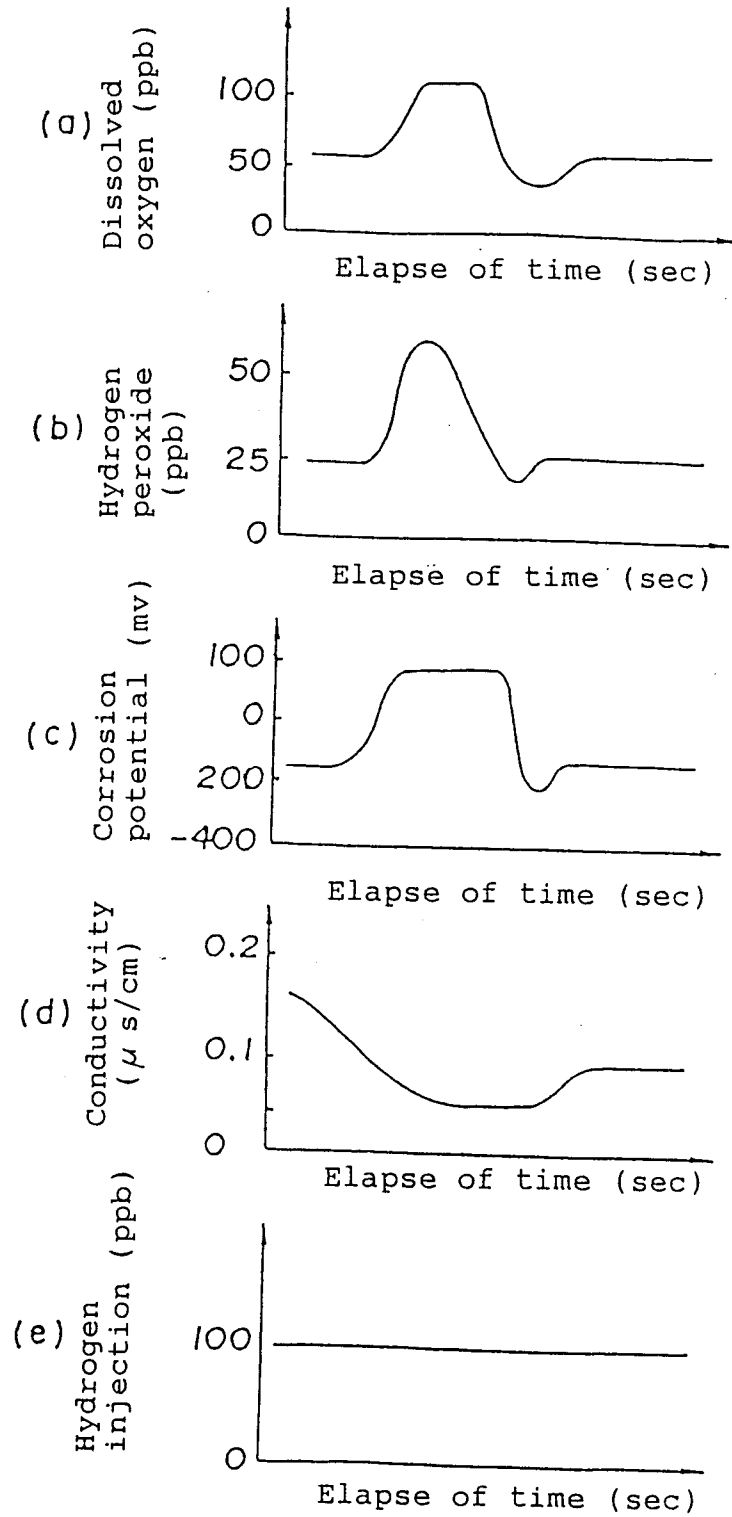 (a)
Dissolved
oxygen (ppb)
100
50
0
Elapse of time (sec)
(b)
Hydrogen
peroxide
(ppb)
50
25
0
Elapse of time (sec)
(c)
Corrosion
potential (mv)
100
0
200
-400
Elapse of time (sec)
(d)
Conductivity
(μ s/cm)
0.2
0.1
0
Elapse of time (sec)
(e)
Hydrogen
injection (ppb)
100
0
Elapse of time (sec)